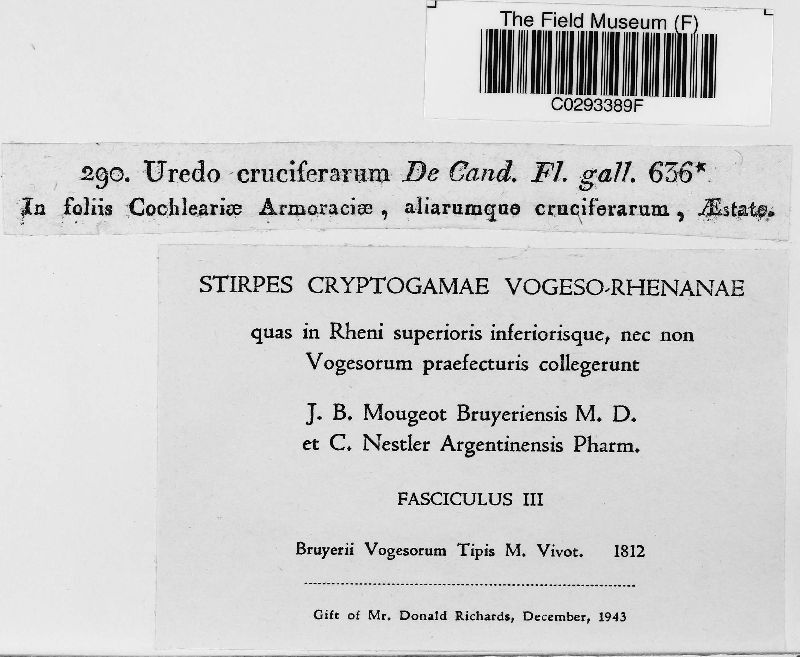 The Field Museum (F)
C0293389F
290. Uredo cruciferarum De Cand. Fl. gall. 636*
In foliis Cochleariæ Armoraciæ, aliarumque cruciferarum, Æstate.
STIRPES CRYPTOGAMAE VOGESO-RHENANAE
quas in Rheni superioris inferiorisque, nec non
Vogesorum praefecturis collegerunt
J. B. Mougeot Bruyeriensis M. D.
et C. Nestler Argentinensis Pharm.
FASCICULUS III
Bruyerii Vogesorum Tipis M. Vivot. 1812
Gift of Mr. Donald Richards, December, 1943